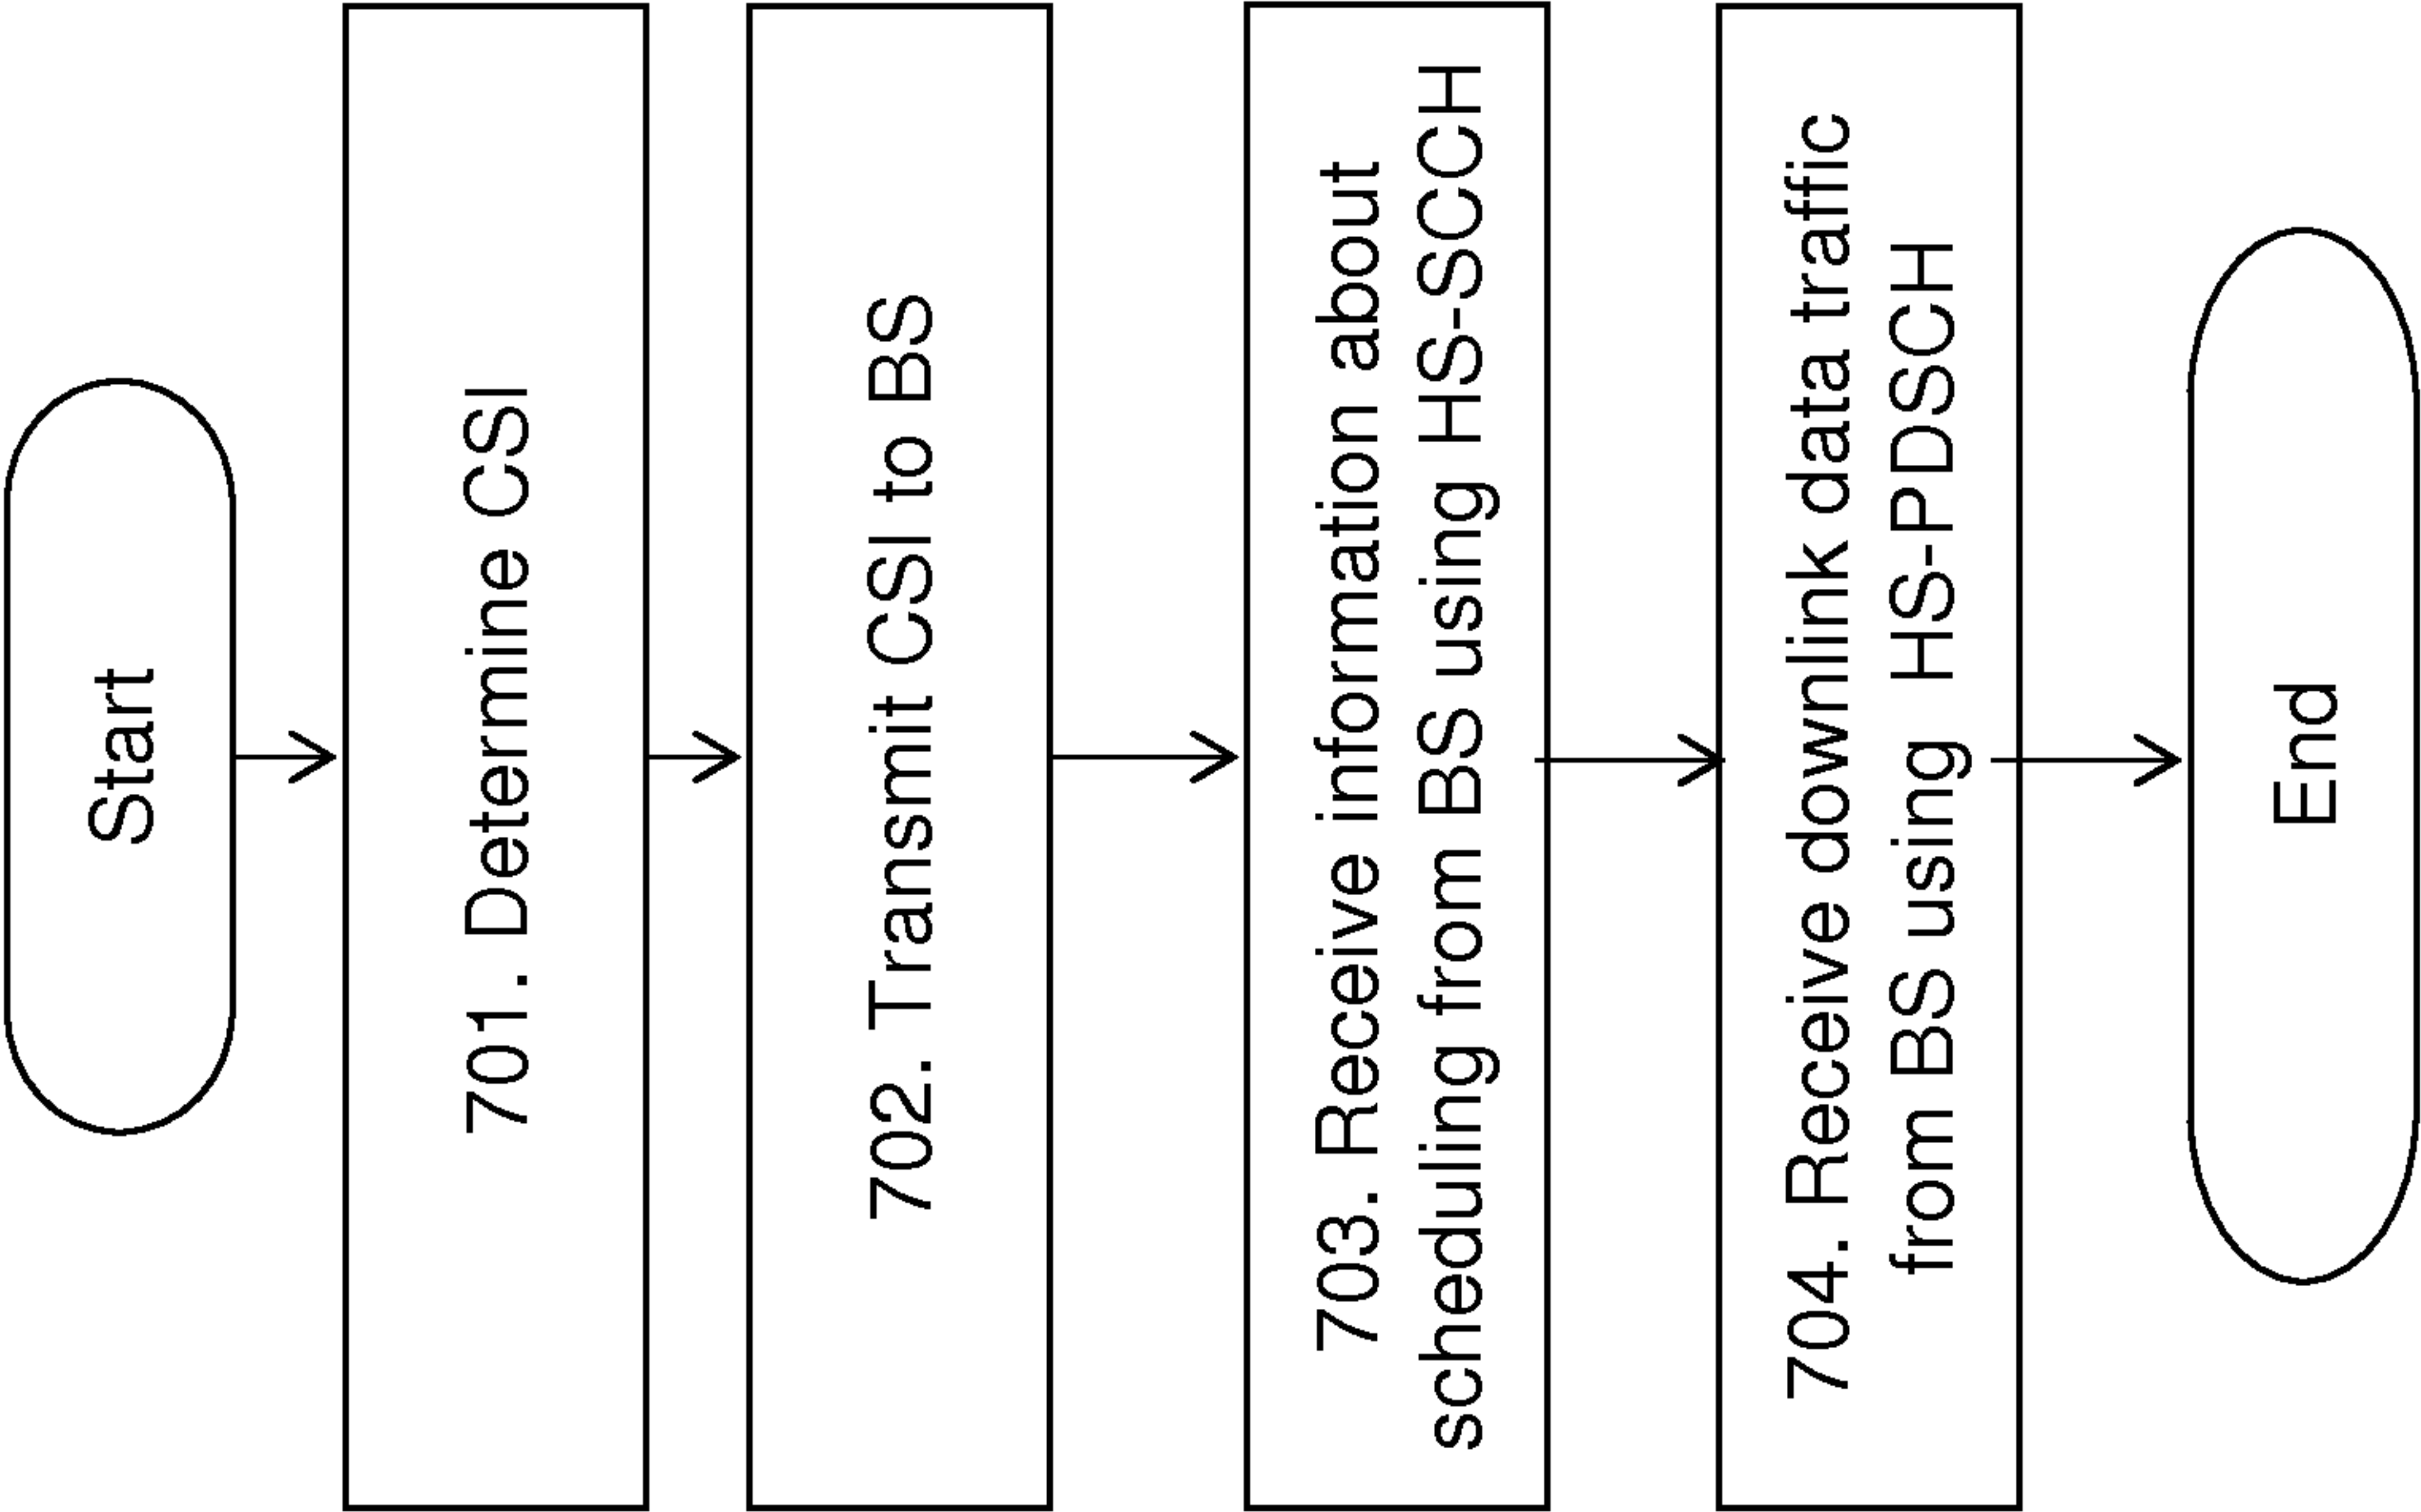 Start
701. Determine CSI
702. Transmit CSI to BS
703. Receive information about
scheduling from BS using HS-SCCH
704. Receive downlink data traffic
from BS using HS-PDSCH
End